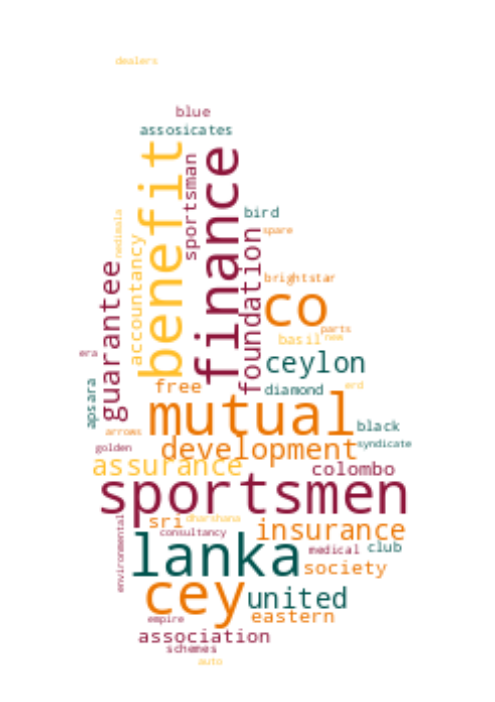 dealers
blue
assosicates
benefit
finance
sportsman
bird
redimala
spare
accountancy
foundation
guarantee
brightstar
co
parts
basil
new
era
ceylon
apsara
free
diamond
erd
mutual
black
arrows
development
syndicate
golden
assurance
colombo
sportsmen
environmental
sri
dharshana
insurance
consultancy
lanka
medical
club
society
cey
united
empire
eastern
association
schemes
auto